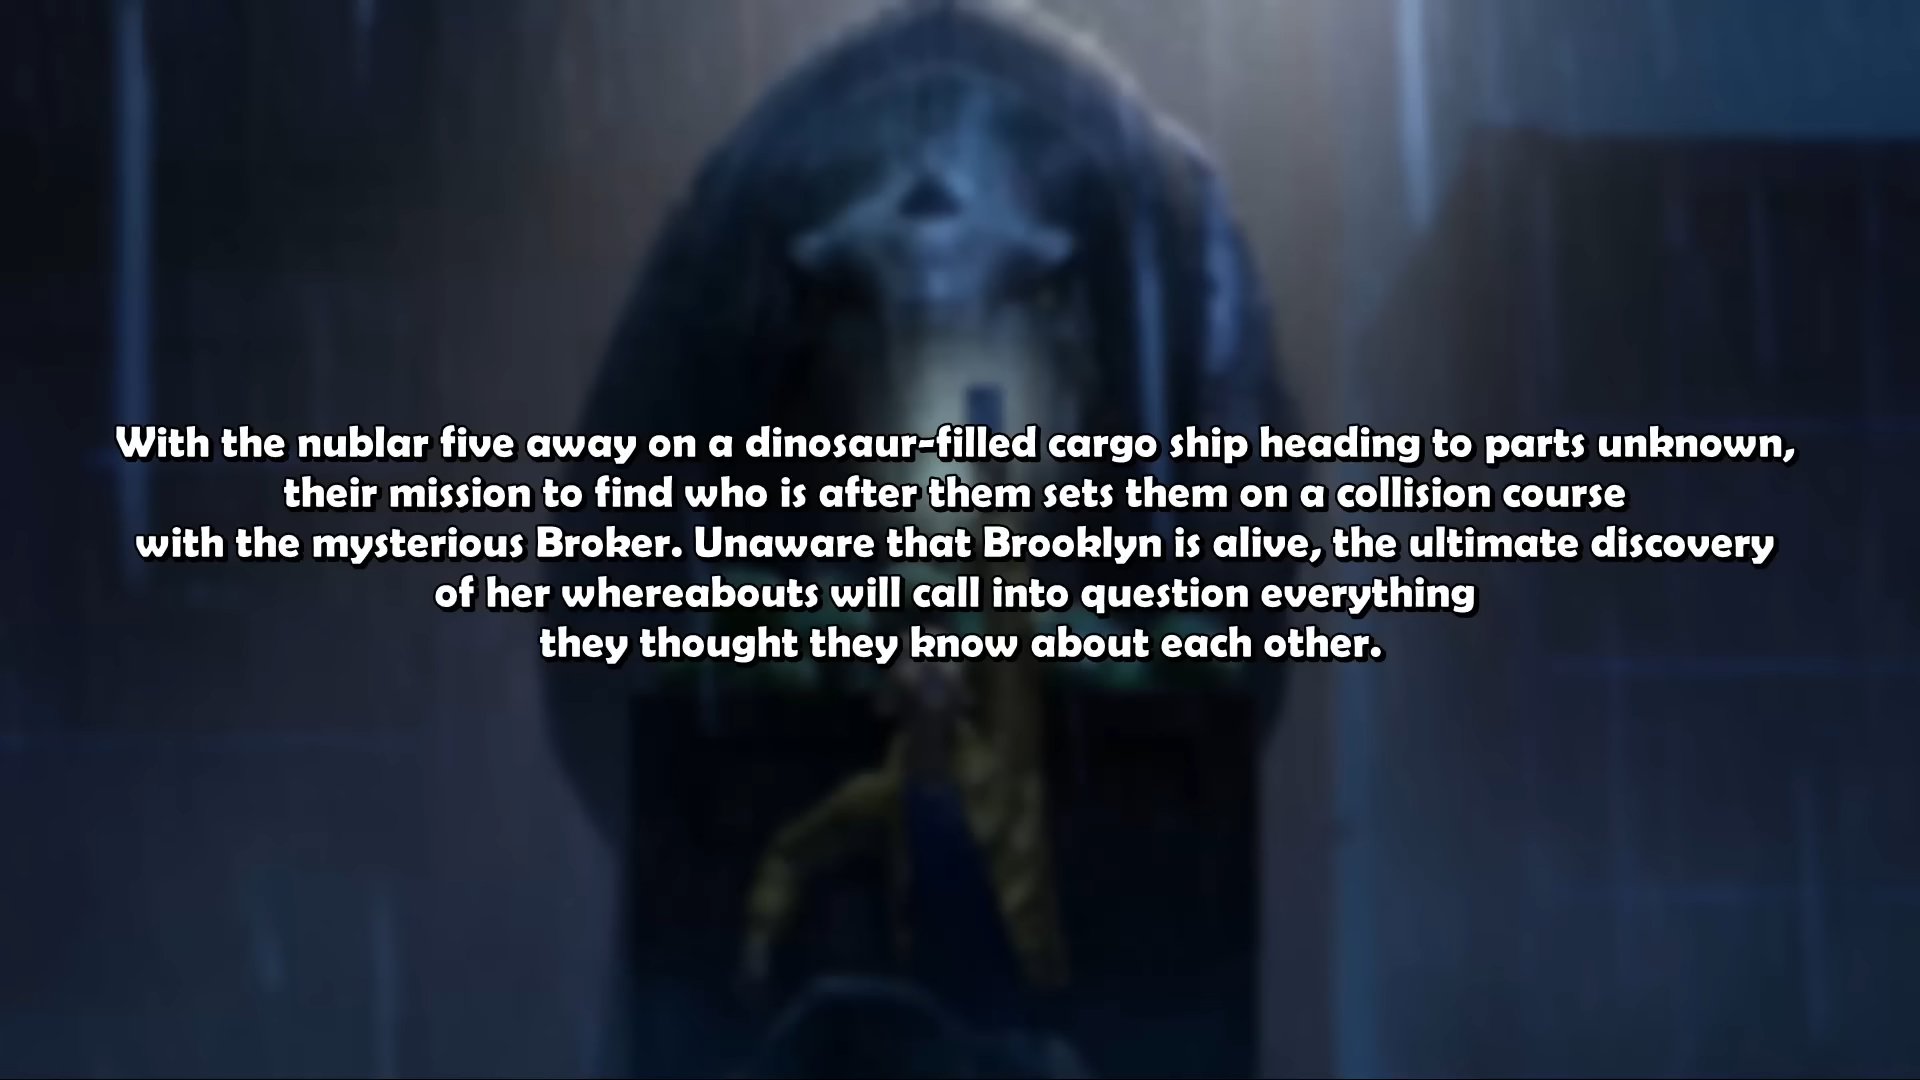 With the nublar five away on a dinosaur-filled cargo ship heading to parts unknown,
their mission to find who is after them sets them on a collision course
with the mysterious Broker. Unaware that Brooklyn is alive, the ultimate discovery
of her whereabouts will call into question everything
they thought they know about each other.